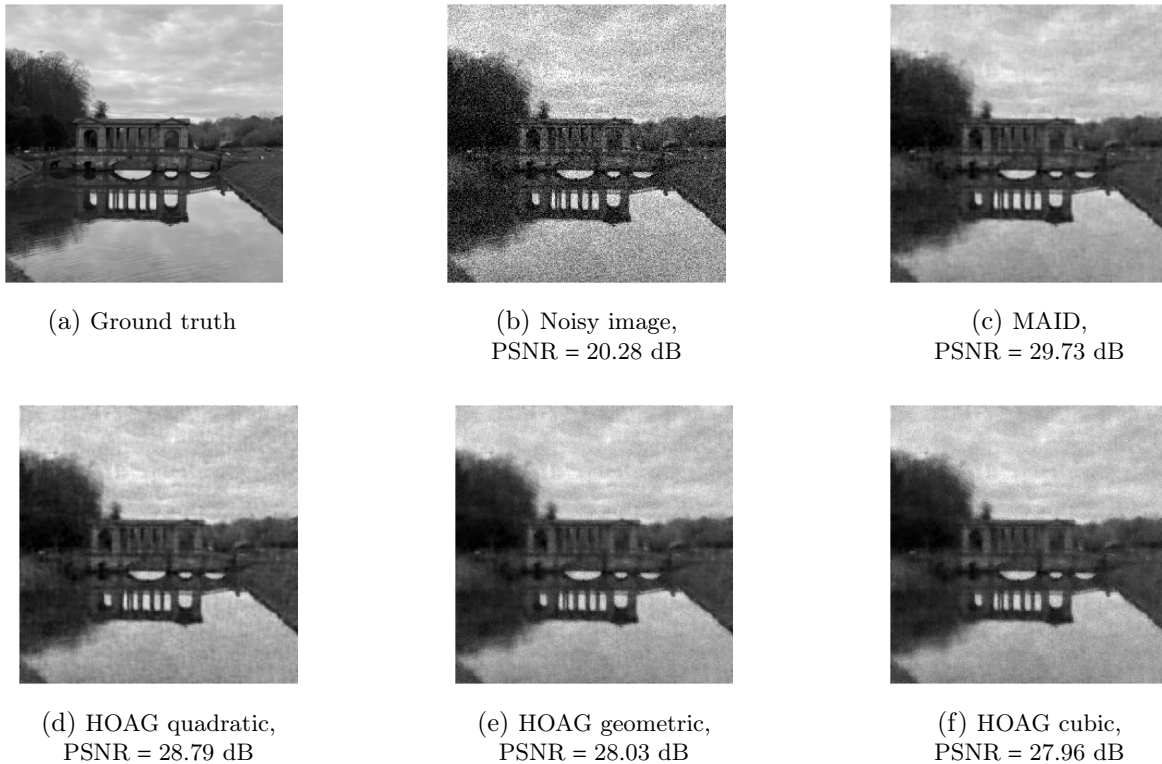 (a) Ground truth
(b) Noisy image,
PSNR = 20.28 dB
(c) MAID,
PSNR = 29.73 dB
(d) HOAG quadratic,
PSNR = 28.79 dB
(e) HOAG geometric,
PSNR = 28.03 dB
(f) HOAG cubic,
PSNR = 27.96 dB